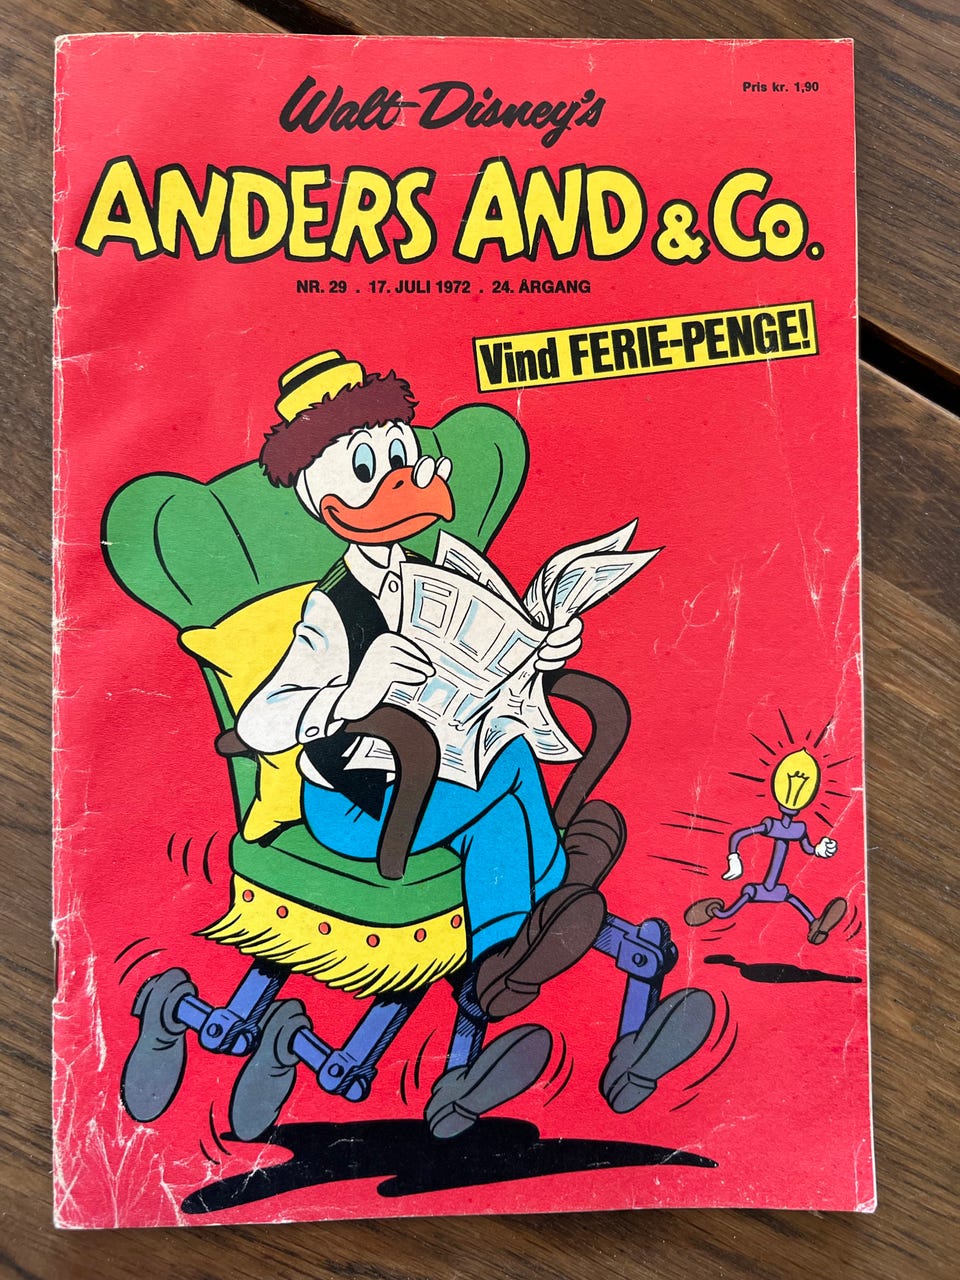 Pris kr. 1,90
Walt Disney's
ANDERS AND & Co.
NR. 29 . 17. JULI 1972 . 24. ÅRGANG
Vind FERIE-PENGE!